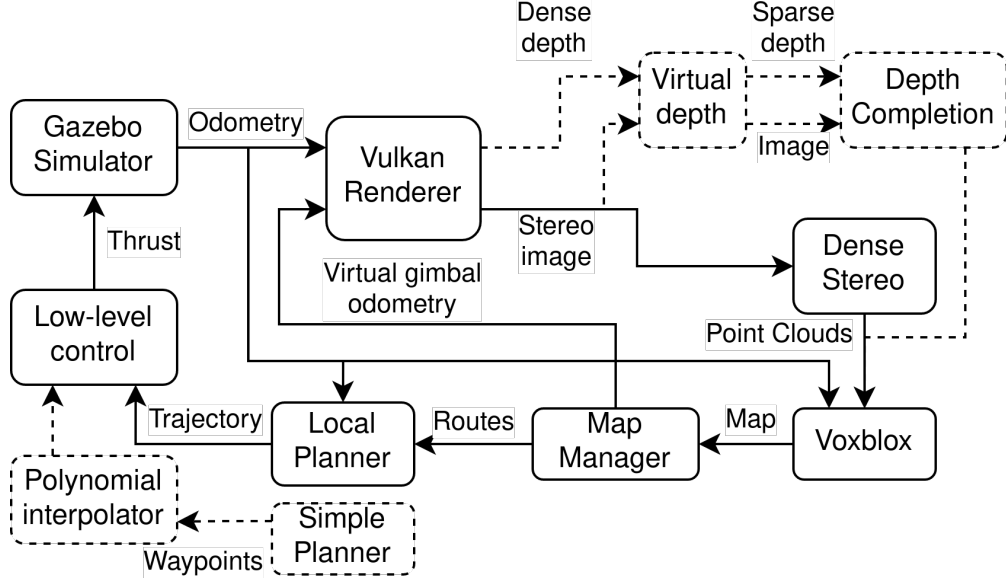 Dense
depth
Sparse
depth
Virtual
depth
Depth
Completion
Image
Gazebo
Simulator
Odometry
Vulkan
Renderer
Thrust
Stereo
image
Dense
Stereo
Virtual gimbal
odometry
Low-level
control
Point Clouds
Trajectory
Local
Planner
Routes
Map
Manager
Map
Voxblox
Polynomial
interpolator
Simple
Planner
Waypoints